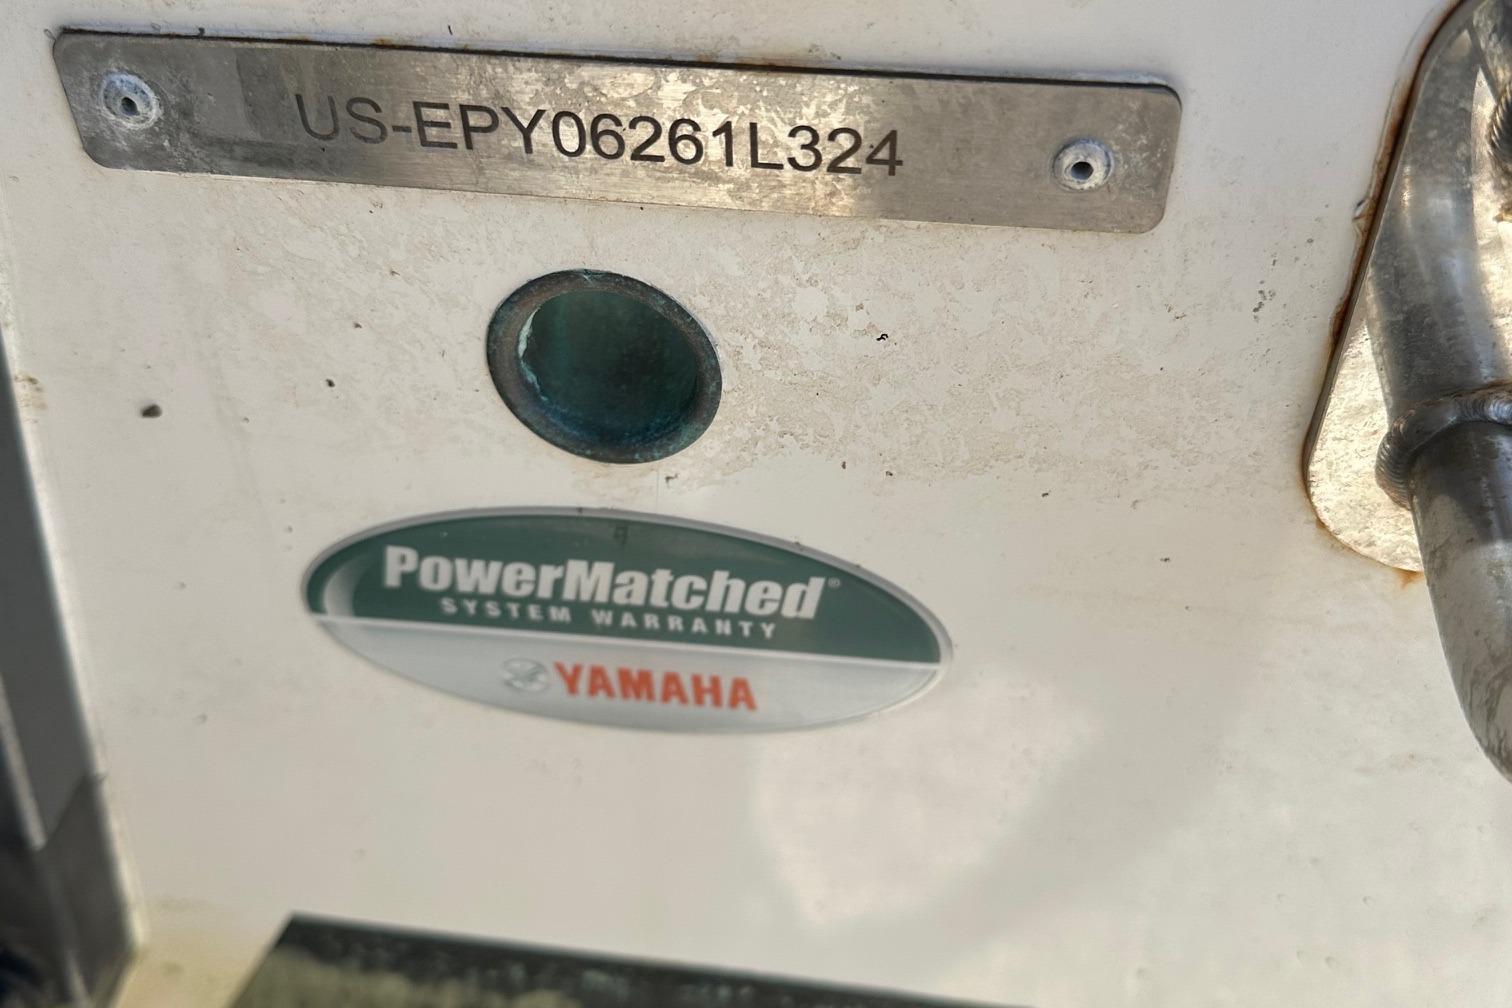 US-EPY06261L324
PowerMatched®
SYSTEM WARRANTY
YAMAHA